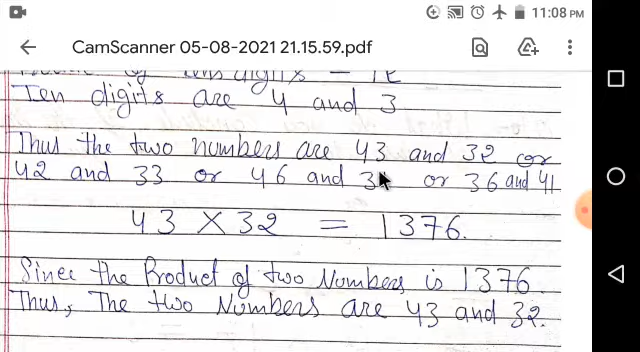 11:08 PM
CamScanner 05-08-2021 21.15.59.pdf
digits =
Ten digits are 4 and 3
Thus the two numbers are 43 and 32 or
42 and 33 or 46 and 3 or 36 and 41
43 × 32 = 1376.
Since the Product of two Numbers is 1376.
Thus, The two Numbers are 43 and 32.